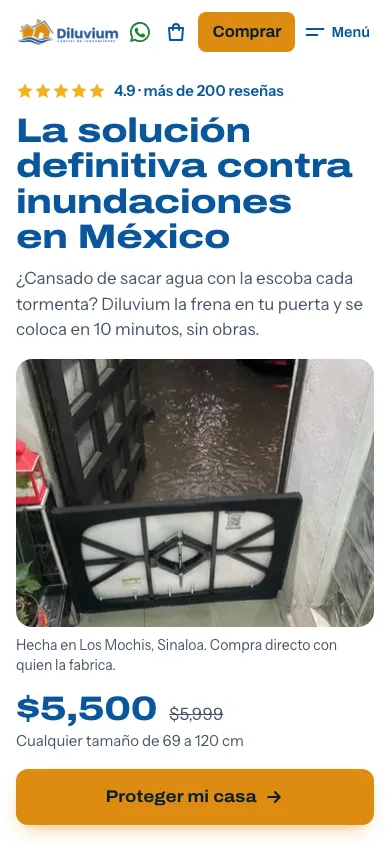 Diluvium
Comprar
Menú
4.9 · más de 200 reseñas
La solución
definitiva contra
inundaciones
en México
¿Cansado de sacar agua con la escoba cada
tormenta? Diluvium la frena en tu puerta y se
coloca en 10 minutos, sin obras.
Hecha en Los Mochis, Sinaloa. Compra directo con
quien la fabrica.
$5,500 $5,999
Cualquier tamaño de 69 a 120 cm
Proteger mi casa →